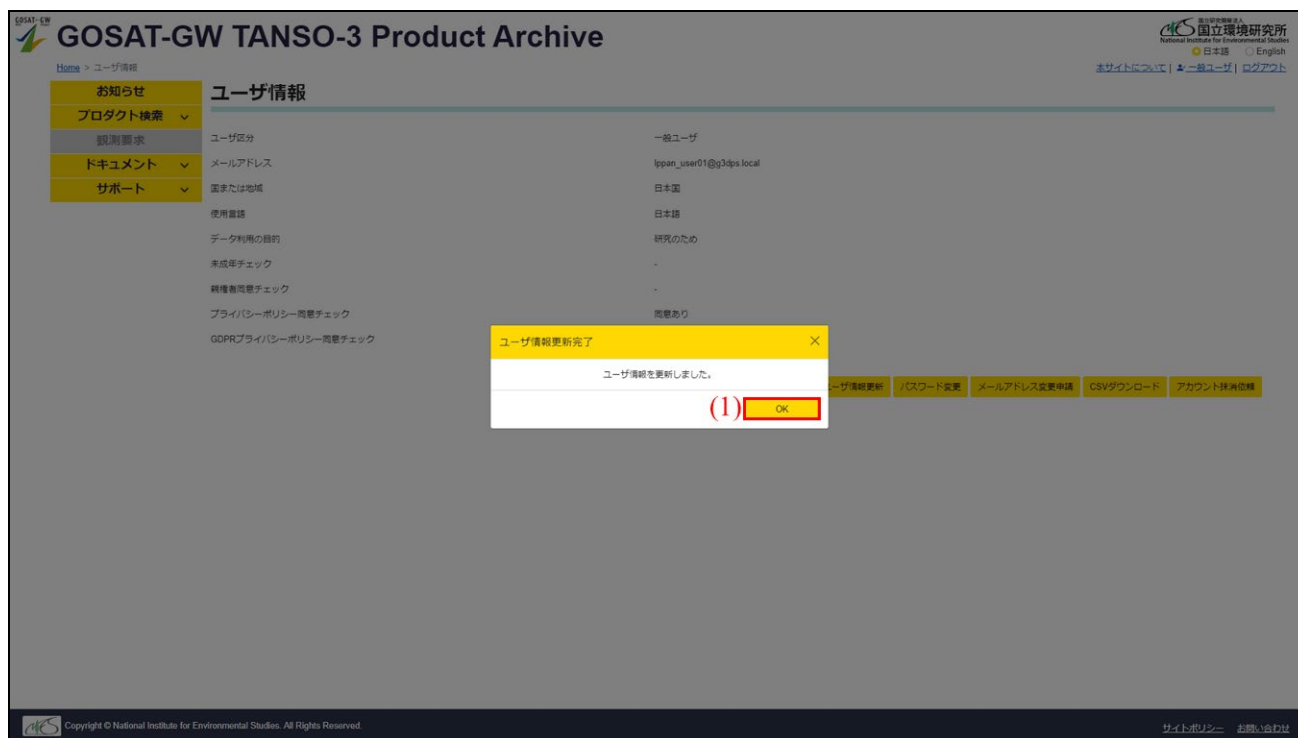 GOSAT-GW
GOSAT-GW TANSO-3 Product Archive
国立研究開発法人
国立環境研究所
National Institute for Environmental Studies
日本語 English
Home > ユーザ情報
本サイトについて | 一般ユーザ | ログアウト
お知らせ
プロダクト検索
観測要求
ドキュメント
サポート
ユーザ情報
ユーザ区分 一般ユーザ
メールアドレス ippan_user01@g3dps.local
国または地域 日本国
使用言語 日本語
データ利用の目的 研究のため
未成年チェック -
親権者同意チェック -
プライバシーポリシー同意チェック 同意あり
GDPRプライバシーポリシー同意チェック
ユーザ情報更新完了
ユーザ情報を更新しました。
(1) OK
ーザ情報更新 パスワード変更 メールアドレス変更申請 CSVダウンロード アカウント抹消依頼
NIES Copyright © National Institute for Environmental Studies. All Rights Reserved.
サイトポリシー お問い合わせ